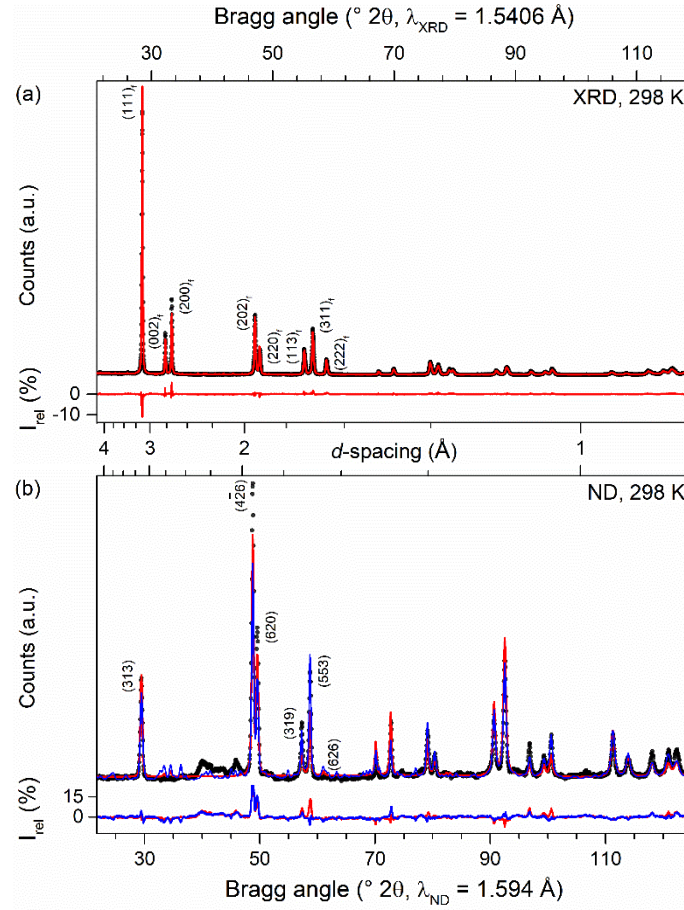 Bragg angle (° 2θ, λXRD = 1.5406 Å)
30 50 70 90 110
(a)
XRD, 298 K
(111)f
(002)f
(200)f
(202)f
(220)f
(113)f
(311)f
(222)f
Counts (a.u.)
Irel (%)
0
-10
4 3 2 1
d-spacing (Å)
(b)
ND, 298 K
(313)
(4̄26)
(620)
(319)
(553)
(626)
Counts (a.u.)
Irel (%)
15
0
30 50 70 90 110
Bragg angle (° 2θ, λND = 1.594 Å)